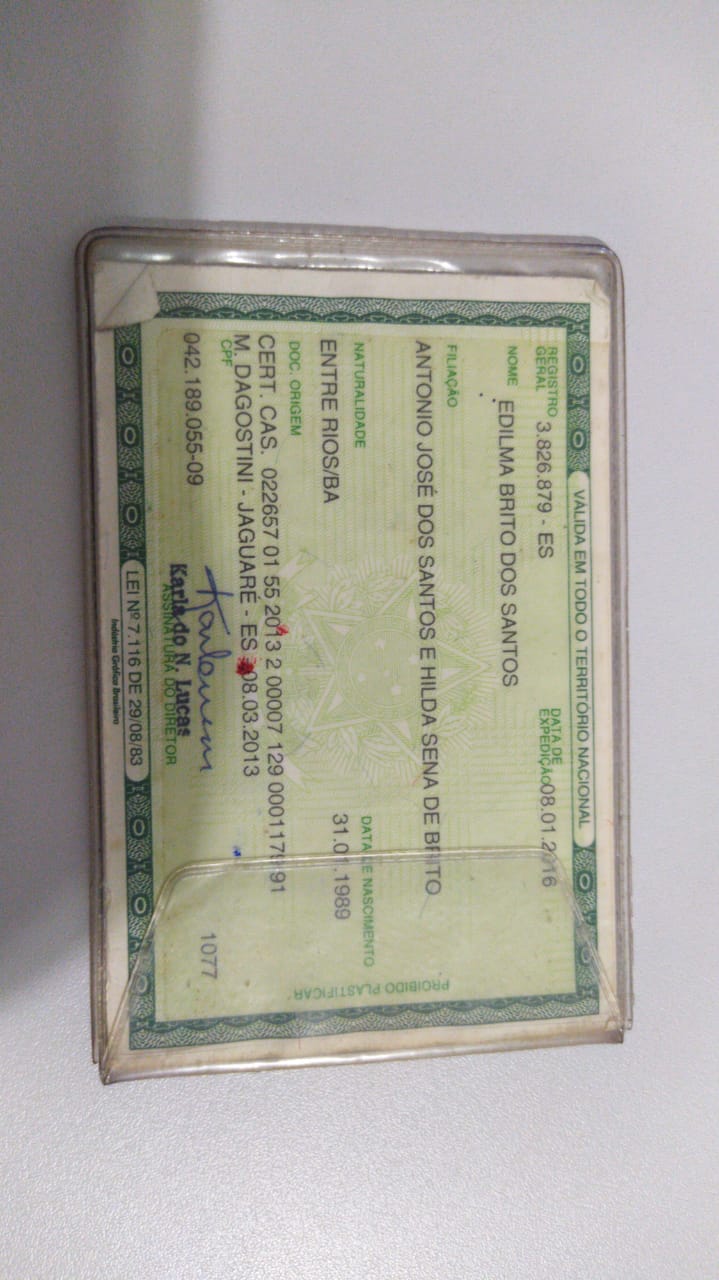 VÁLIDA EM TODO O TERRITÓRIO NACIONAL
REGISTRO GERAL 3.826.879 - ES DATA DE EXPEDIÇÃO 08.01.2016
NOME EDILMA BRITO DOS SANTOS
FILIAÇÃO
ANTONIO JOSÉ DOS SANTOS E HILDA SENA DE BRITO
NATURALIDADE DATA DE NASCIMENTO
ENTRE RIOS/BA 31.01.1989
DOC. ORIGEM
CERT. CAS. 022657 01 55 2013 2 00007 129 0001179 91
M. DAGOSTINI - JAGUARÉ - ES 08.03.2013
CPF
042.189.055-09 1077
Karla do N. Lucas
ASSINATURA DO DIRETOR
LEI Nº 7.116 DE 29/08/83
Indústria Gráfica Brasileira
PROIBIDO PLASTIFICAR